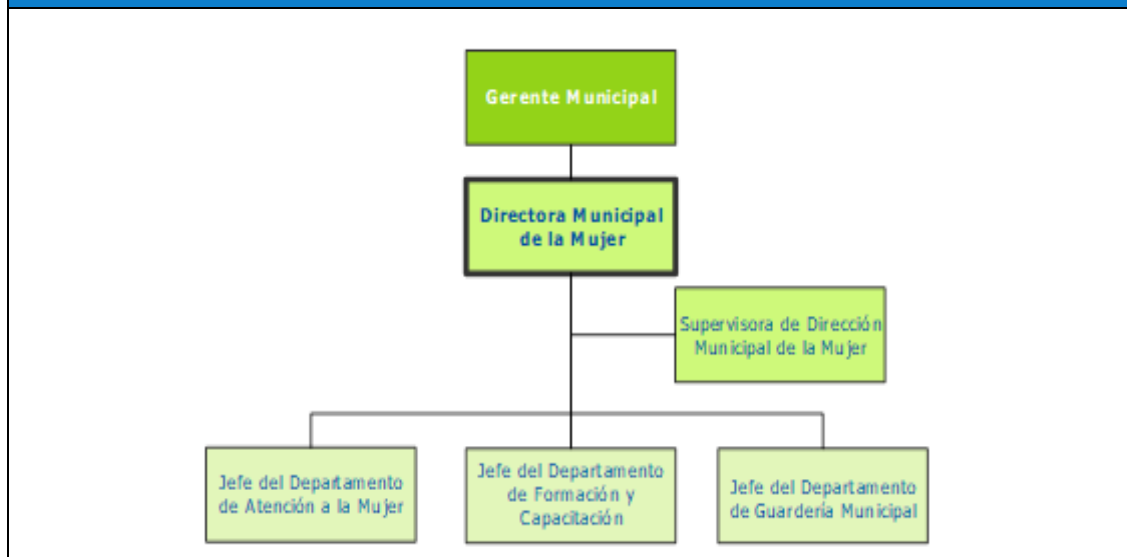 Gerente Municipal
Directora Municipal
de la Mujer
Supervisora de Dirección
Municipal de la Mujer
Jefe del Departamento
de Atención a la Mujer
Jefe del Departamento
de Formación y
Capacitación
Jefe del Departamento
de Guardería Municipal